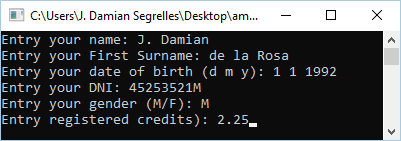 C:\Users\J. Damian Segrelles\Desktop\am...
Entry your name: J. Damian
Entry your First Surname: de la Rosa
Entry your date of birth (d m y): 1 1 1992
Entry your DNI: 45253521M
Entry your gender (M/F): M
Entry registered credits): 2.25